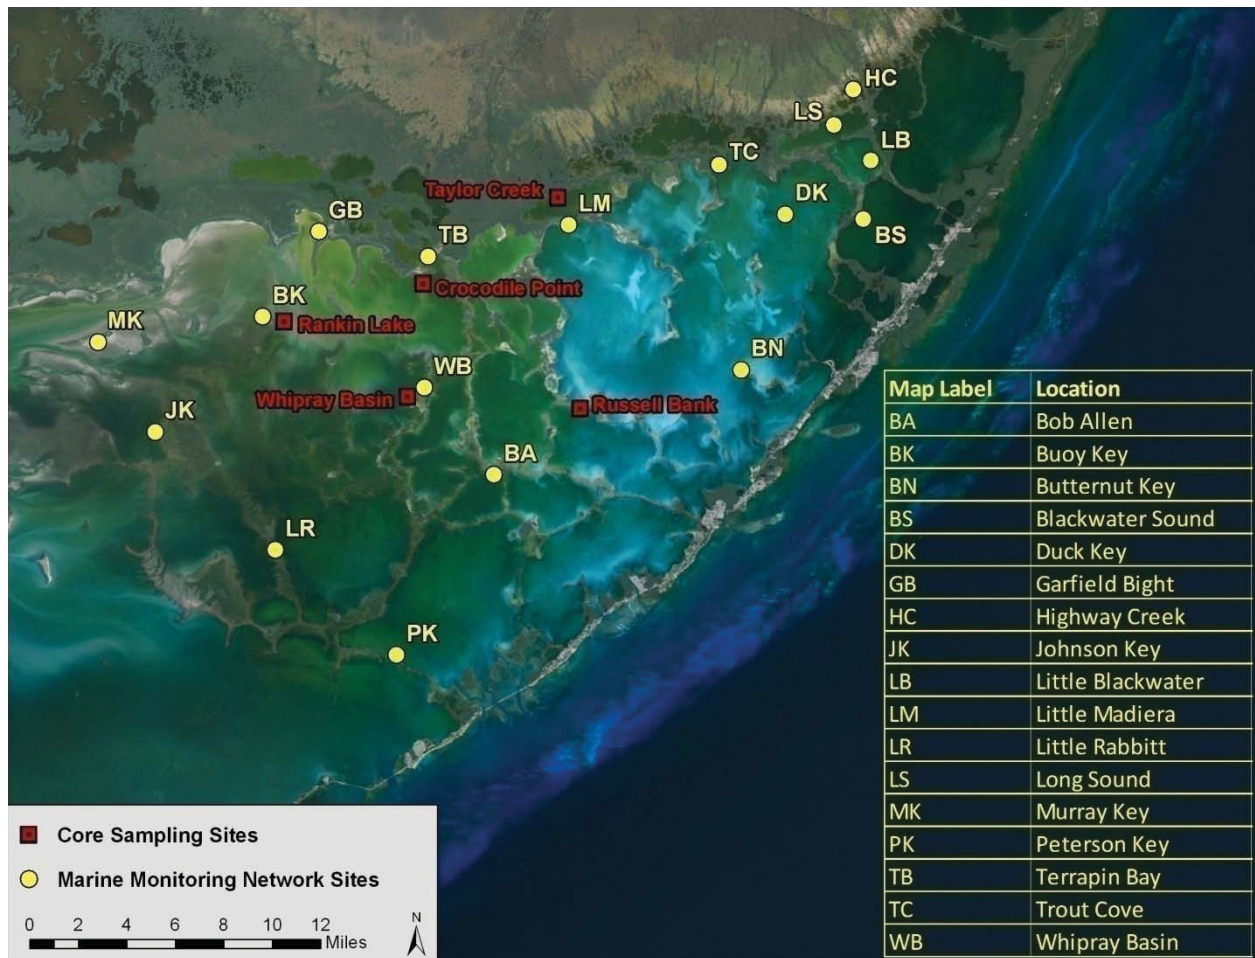 HC
LS
LB
TC
Taylor Creek
DK
LM
GB
BS
TB
Crocodile Point
BK
Rankin Lake
MK
BN
WB
Whipray Basin
Russell Bank
JK
BA
LR
PK
Map Label Location
BA Bob Allen
BK Buoy Key
BN Butternut Key
BS Blackwater Sound
DK Duck Key
GB Garfield Bight
HC Highway Creek
JK Johnson Key
LB Little Blackwater
LM Little Madiera
LR Little Rabbitt
LS Long Sound
MK Murray Key
PK Peterson Key
TB Terrapin Bay
TC Trout Cove
WB Whipray Basin
Core Sampling Sites
Marine Monitoring Network Sites
0 2 4 6 8 10 12
Miles
N